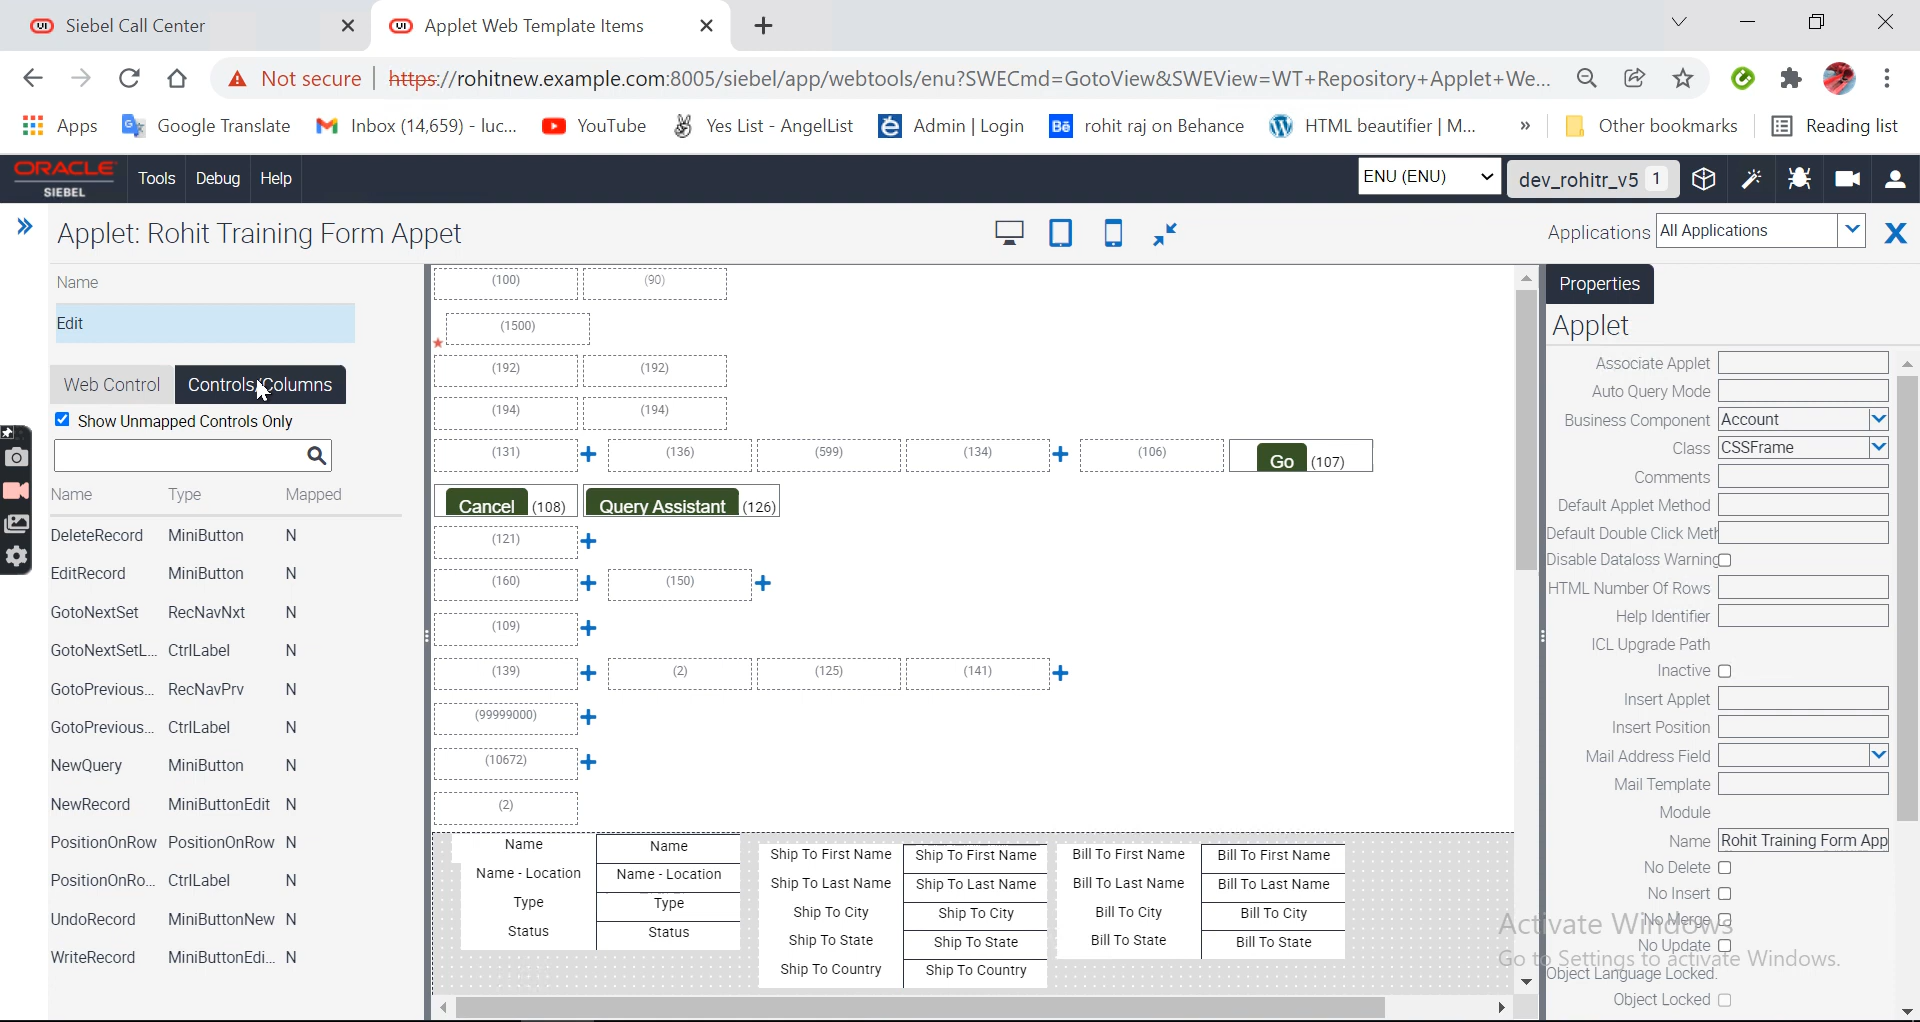 Siebel Call Center
Applet Web Template Items
Not secure
https://rohitnew.example.com:8005/siebel/app/webtools/enu?SWECmd=GotoView&SWEView=WT+Repository+Applet+We...
Apps
Google Translate
Inbox (14,659) - luc...
YouTube
Yes List - AngelList
Admin | Login
Bē rohit raj on Behance
HTML beautifier | M...
»
Other bookmarks
Reading list
ORACLE
SIEBEL
Tools
Debug
Help
ENU (ENU)
dev_rohitr_v5 1
Applet: Rohit Training Form Appet
Applications
All Applications
X
Name
Edit
Web Control
Controls/Columns
Show Unmapped Controls Only
Name Type Mapped
DeleteRecord MiniButton N
EditRecord MiniButton N
GotoNextSet RecNavNxt N
GotoNextSetL... CtrlLabel N
GotoPrevious... RecNavPrv N
GotoPrevious... CtrlLabel N
NewQuery MiniButton N
NewRecord MiniButtonEdit N
PositionOnRow PositionOnRow N
PositionOnRo... CtrlLabel N
UndoRecord MiniButtonNew N
WriteRecord MiniButtonEdi... N
(100) (90)
(1500)
(192) (192)
(194) (194)
(131) (136) (599) (134) (106) Go (107)
Cancel (108) Query Assistant (126)
(121)
(160) (150)
(109)
(139) (2) (125) (141)
(99999000)
(10672)
(2)
Name Name
Name - Location Name - Location
Type Type
Status Status
Ship To First Name Ship To First Name
Ship To Last Name Ship To Last Name
Ship To City Ship To City
Ship To State Ship To State
Ship To Country Ship To Country
Bill To First Name Bill To First Name
Bill To Last Name Bill To Last Name
Bill To City Bill To City
Bill To State Bill To State
Properties
Applet
Associate Applet
Auto Query Mode
Business Component Account
Class CSSFrame
Comments
Default Applet Method
Default Double Click Meth
Disable Dataloss Warning
HTML Number Of Rows
Help Identifier
ICL Upgrade Path
Inactive
Insert Applet
Insert Position
Mail Address Field
Mail Template
Module
Name Rohit Training Form App
No Delete
No Insert
No Merge
No Update
Object Language Locked
Object Locked
Activate Windows
Go to Settings to activate Windows.